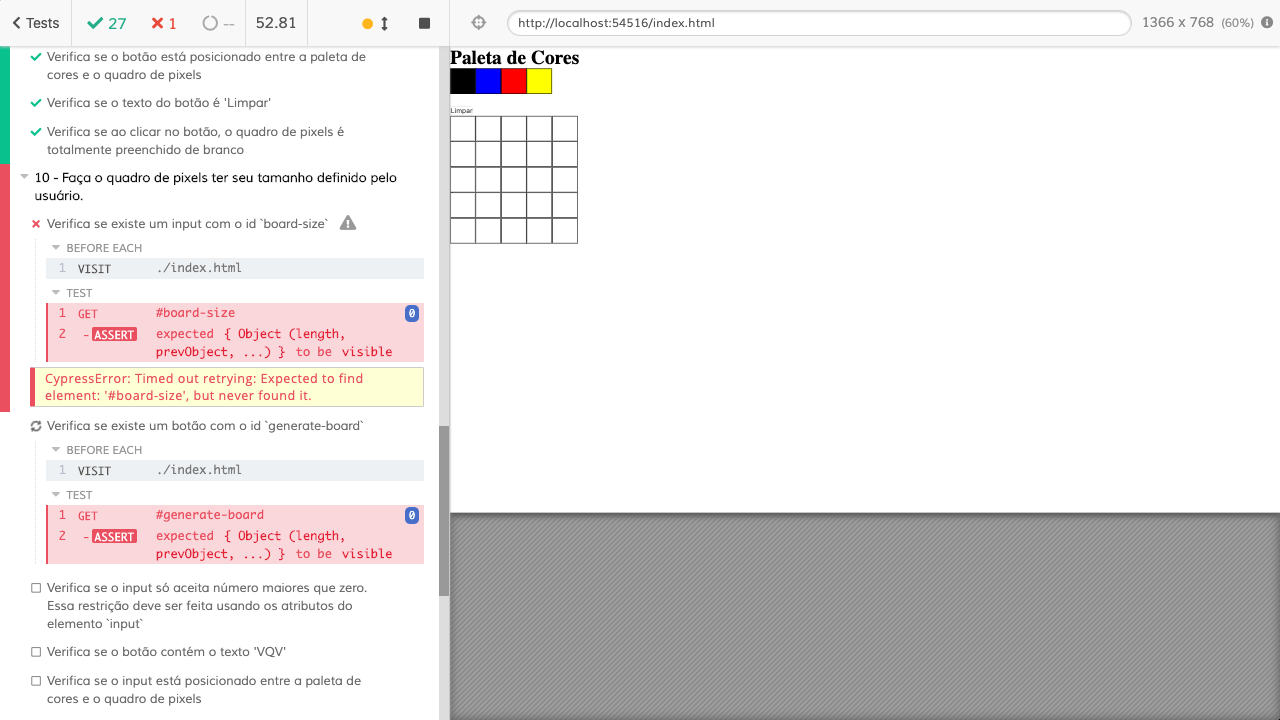 Tests 27 1 -- 52.81 http://localhost:54516/index.html 1366 x 768 (60%)
Verifica se o botão está posicionado entre a paleta de
cores e o quadro de pixels
Verifica se o texto do botão é 'Limpar'
Verifica se ao clicar no botão, o quadro de pixels é
totalmente preenchido de branco
10 - Faça o quadro de pixels ter seu tamanho definido pelo
usuário.
Verifica se existe um input com o id `board-size`
BEFORE EACH
1 VISIT ./index.html
TEST
1 GET #board-size 0
2 -ASSERT expected { Object (length,
prevObject, ...) } to be visible
CypressError: Timed out retrying: Expected to find
element: '#board-size', but never found it.
Verifica se existe um botão com o id `generate-board`
BEFORE EACH
1 VISIT ./index.html
TEST
1 GET #generate-board 0
2 -ASSERT expected { Object (length,
prevObject, ...) } to be visible
Verifica se o input só aceita número maiores que zero.
Essa restrição deve ser feita usando os atributos do
elemento `input`
Verifica se o botão contém o texto 'VQV'
Verifica se o input está posicionado entre a paleta de
cores e o quadro de pixels
Paleta de Cores
Limpar